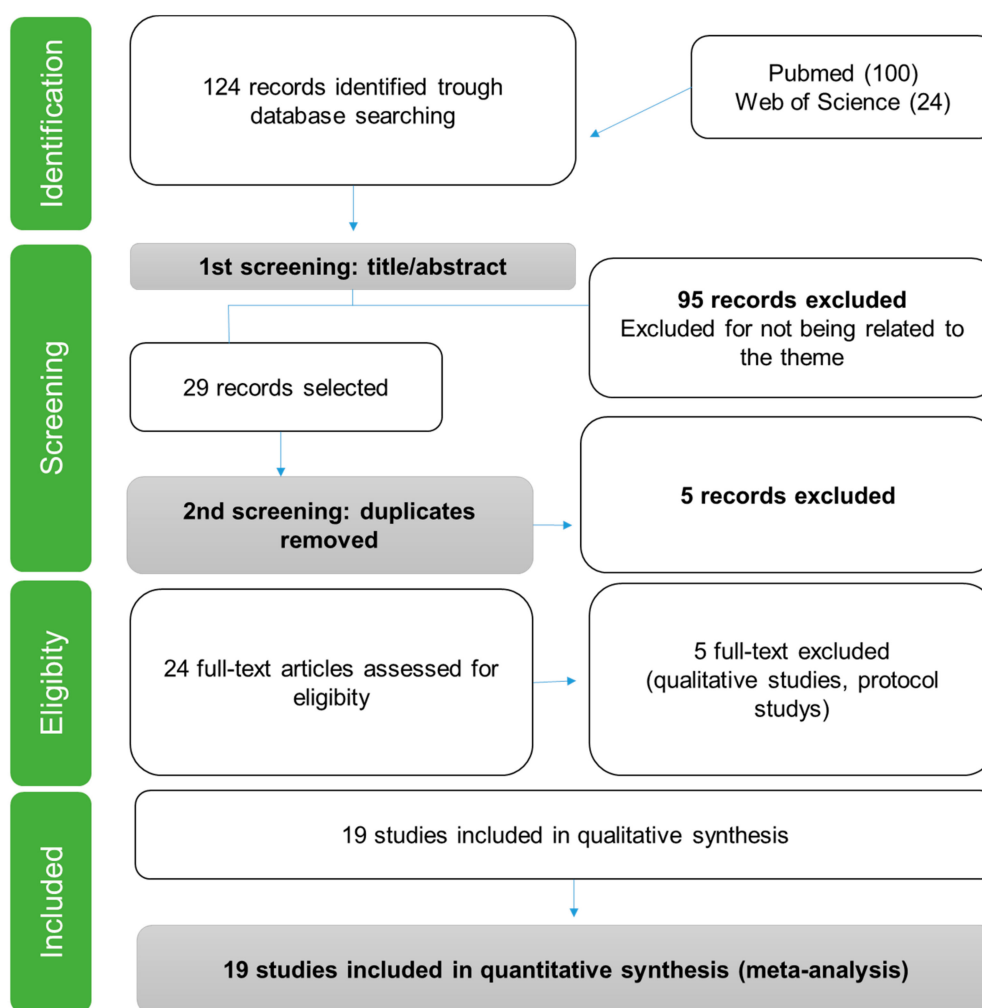 Identification
124 records identified trough
database searching
Pubmed (100)
Web of Science (24)
Screening
1st screening: title/abstract
95 records excluded
Excluded for not being related to
the theme
29 records selected
2nd screening: duplicates
removed
5 records excluded
Eligibity
24 full-text articles assessed for
eligibity
5 full-text excluded
(qualitative studies, protocol
studys)
Included
19 studies included in qualitative synthesis
19 studies included in quantitative synthesis (meta-analysis)